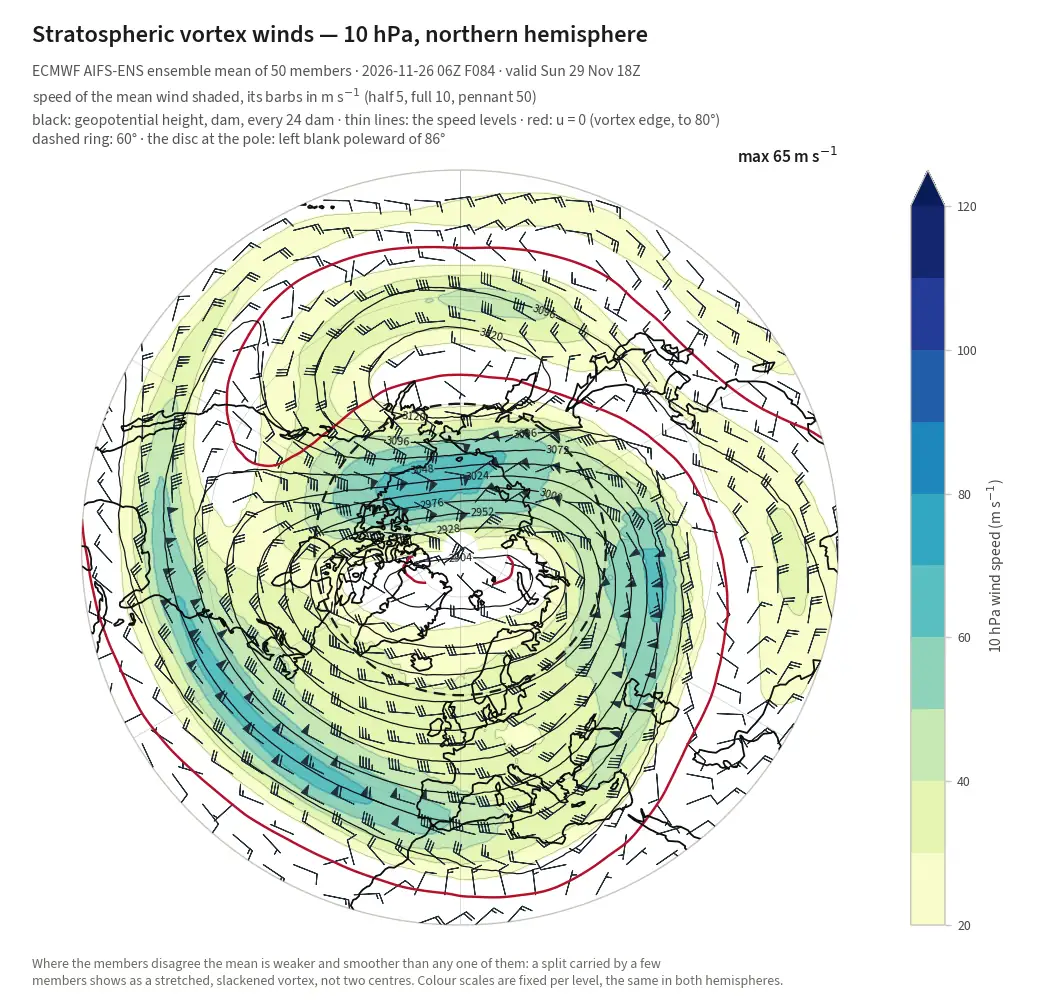 Stratospheric vortex winds — 10 hPa, northern hemisphere
ECMWF AIFS-ENS ensemble mean of 50 members · 2026-11-26 06Z F084 · valid Sun 29 Nov 18Z
speed of the mean wind shaded, its barbs in m s⁻¹ (half 5, full 10, pennant 50)
black: geopotential height, dam, every 24 dam · thin lines: the speed levels · red: u = 0 (vortex edge, to 80°)
dashed ring: 60° · the disc at the pole: left blank poleward of 86°
max 65 m s⁻¹
120
100
80
60
40
20
10 hPa wind speed (m s⁻¹)
3096
3120
3120
3096
3096
3072
3048
3024
3000
2976
2952
2928
2904
Where the members disagree the mean is weaker and smoother than any one of them: a split carried by a few
members shows as a stretched, slackened vortex, not two centres. Colour scales are fixed per level, the same in both hemispheres.